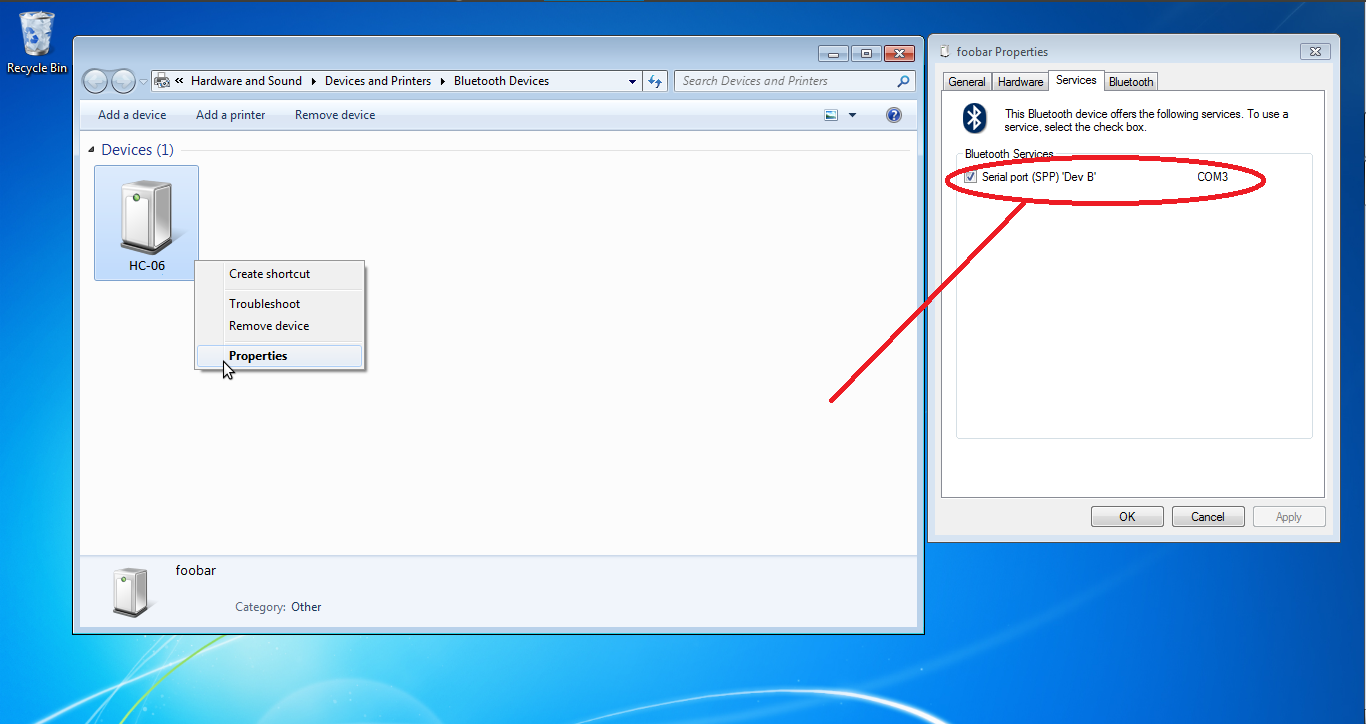 Recycle Bin
« Hardware and Sound Devices and Printers Bluetooth Devices
Search Devices and Printers
Add a device Add a printer Remove device
Devices (1)
HC-06
Create shortcut
Troubleshoot
Remove device
Properties
foobar
Category: Other
foobar Properties
General Hardware Services Bluetooth
This Bluetooth device offers the following services. To use a
service, select the check box.
Bluetooth Services
Serial port (SPP) 'Dev B' COM3
OK Cancel Apply